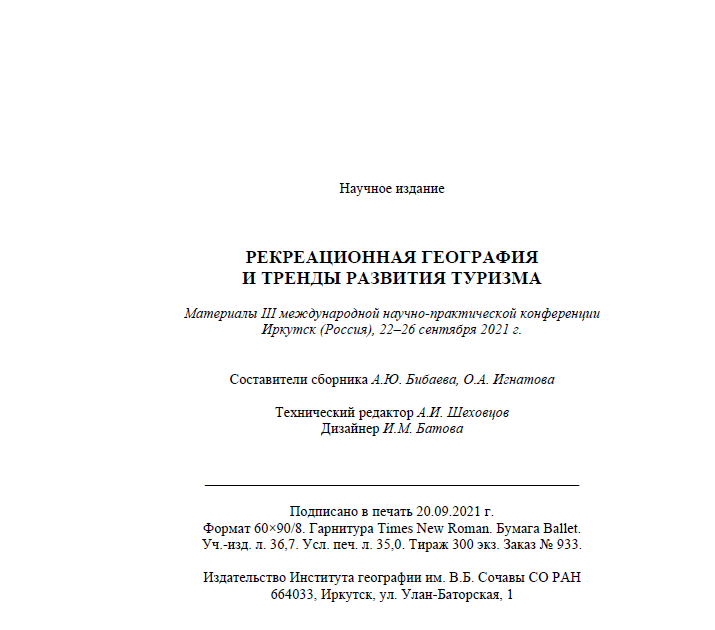 Научное издание
РЕКРЕАЦИОННАЯ ГЕОГРАФИЯ
И ТРЕНДЫ РАЗВИТИЯ ТУРИЗМА
Материалы III международной научно-практической конференции
Иркутск (Россия), 22–26 сентября 2021 г.
Составители сборника А.Ю. Бибаева, О.А. Игнатова
Технический редактор А.И. Шеховцов
Дизайнер И.М. Батова
Подписано в печать 20.09.2021 г.
Формат 60×90/8. Гарнитура Times New Roman. Бумага Ballet.
Уч.-изд. л. 36,7. Усл. печ. л. 35,0. Тираж 300 экз. Заказ № 933.
Издательство Института географии им. В.Б. Сочавы СО РАН
664033, Иркутск, ул. Улан-Баторская, 1